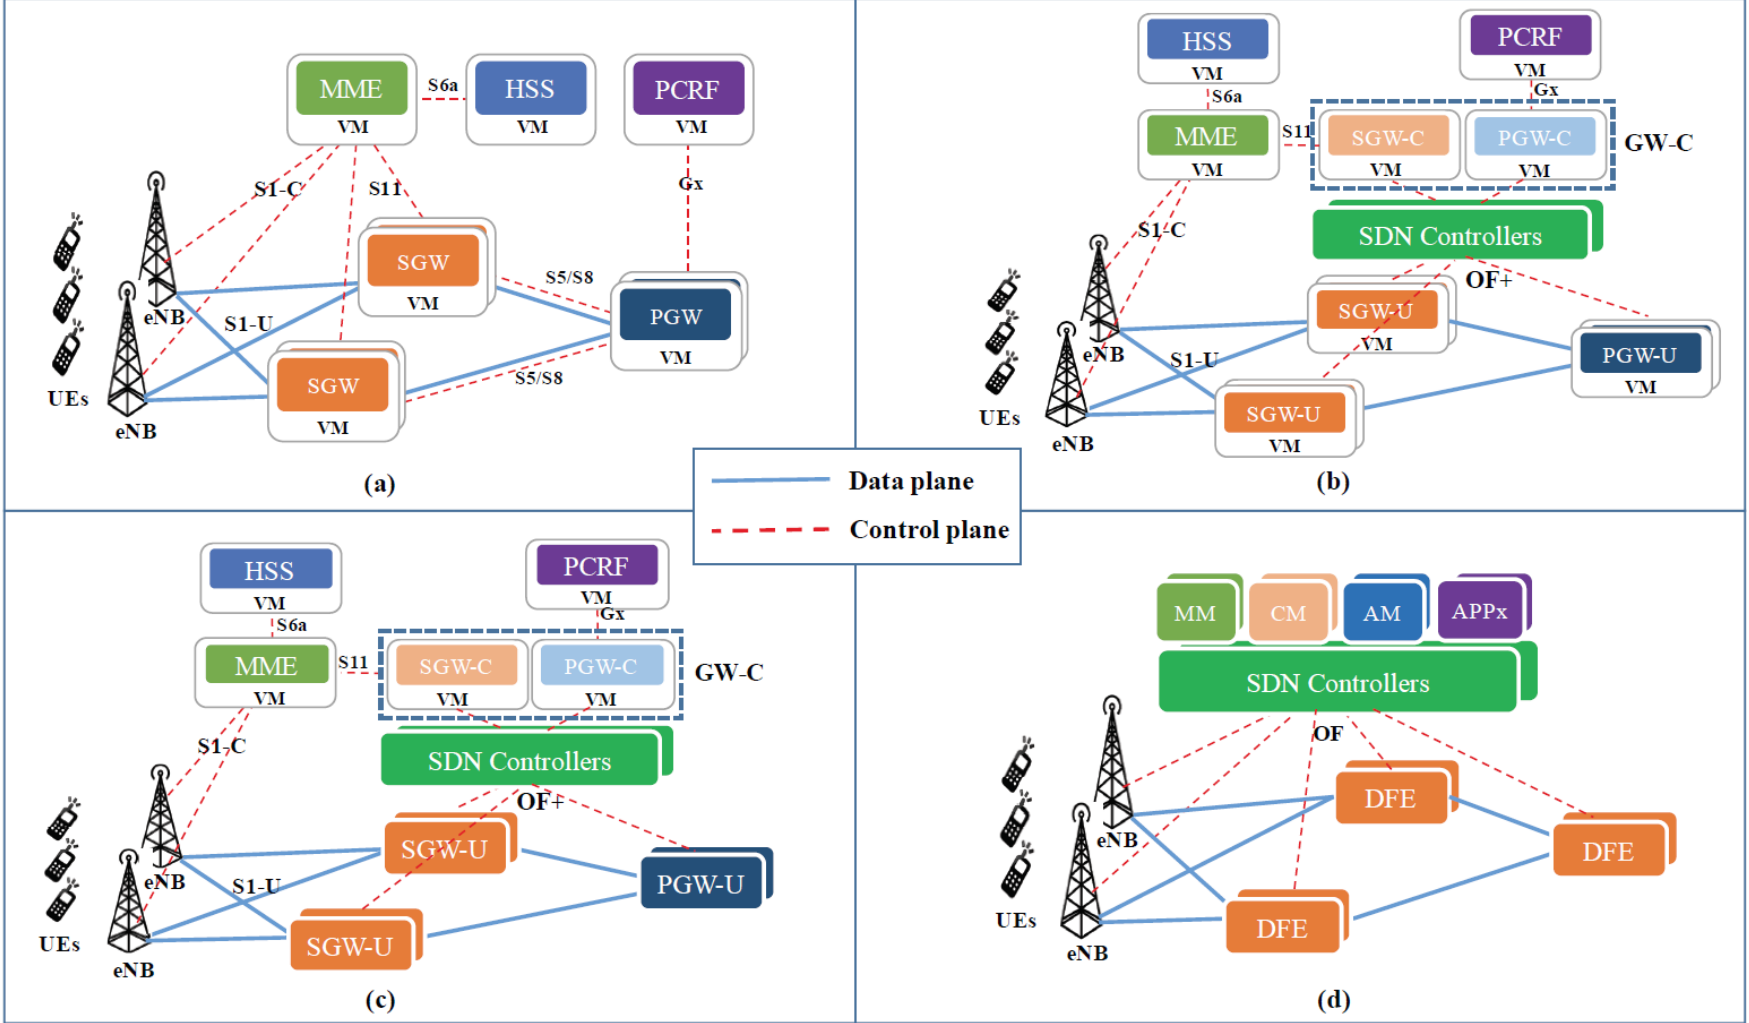 MME
VM
S6a
HSS
VM
PCRF
VM
S1-C
S11
Gx
SGW
VM
S5/S8
PGW
VM
eNB
S1-U
SGW
VM
S5/S8
UEs
eNB
(a)
HSS
VM
PCRF
VM
S6a
Gx
MME
VM
S11
SGW-C
VM
PGW-C
VM
GW-C
S1-C
SDN Controllers
OF+
SGW-U
VM
PGW-U
VM
eNB
S1-U
SGW-U
VM
UEs
eNB
(b)
Data plane
Control plane
HSS
VM
PCRF
VM
S6a
Gx
MME
VM
S11
SGW-C
VM
PGW-C
VM
GW-C
S1-C
SDN Controllers
OF+
SGW-U
PGW-U
eNB
S1-U
SGW-U
UEs
eNB
(c)
MM
CM
AM
APPx
SDN Controllers
OF
DFE
DFE
eNB
DFE
UEs
eNB
(d)